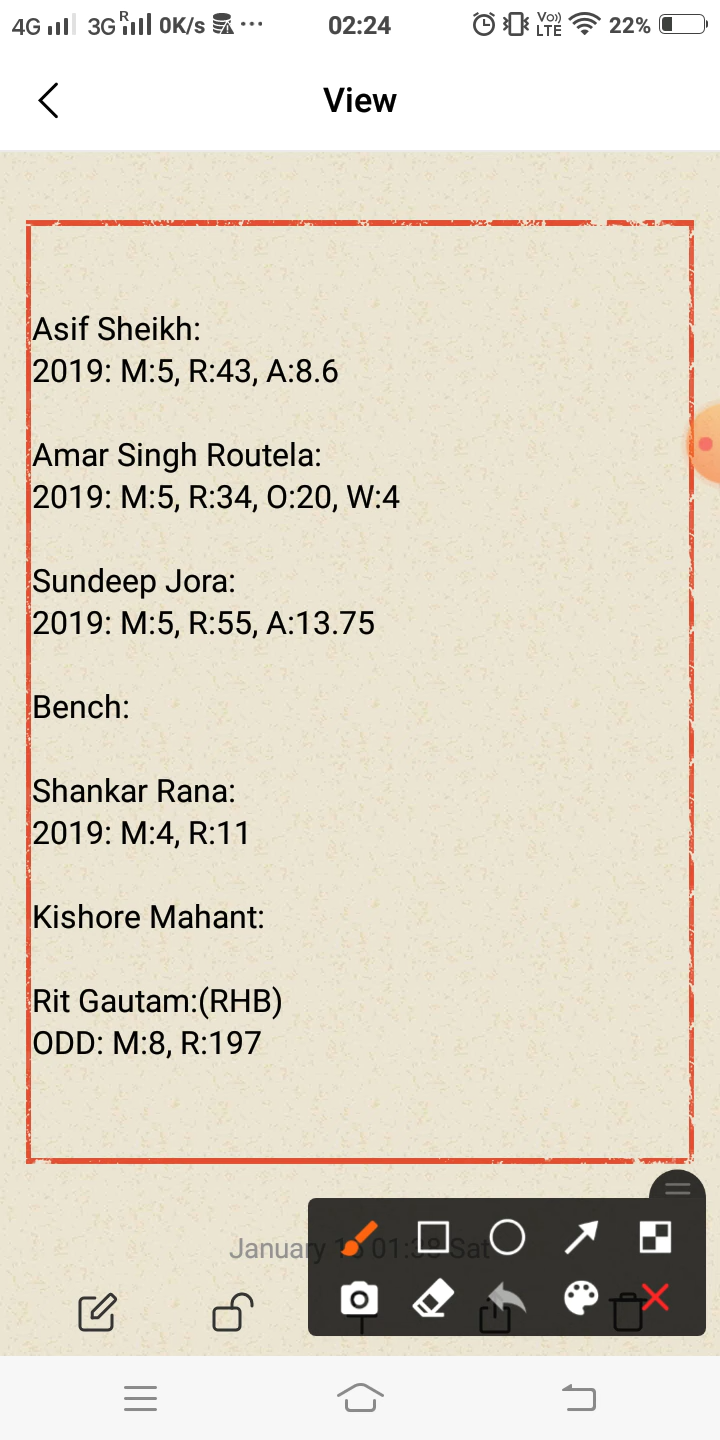 4G 3G R 0K/s ... 02:24 Vo)) LTE 22%
View
Asif Sheikh:
2019: M:5, R:43, A:8.6
Amar Singh Routela:
2019: M:5, R:34, O:20, W:4
Sundeep Jora:
2019: M:5, R:55, A:13.75
Bench:
Shankar Rana:
2019: M:4, R:11
Kishore Mahant:
Rit Gautam:(RHB)
ODD: M:8, R:197
January Sat